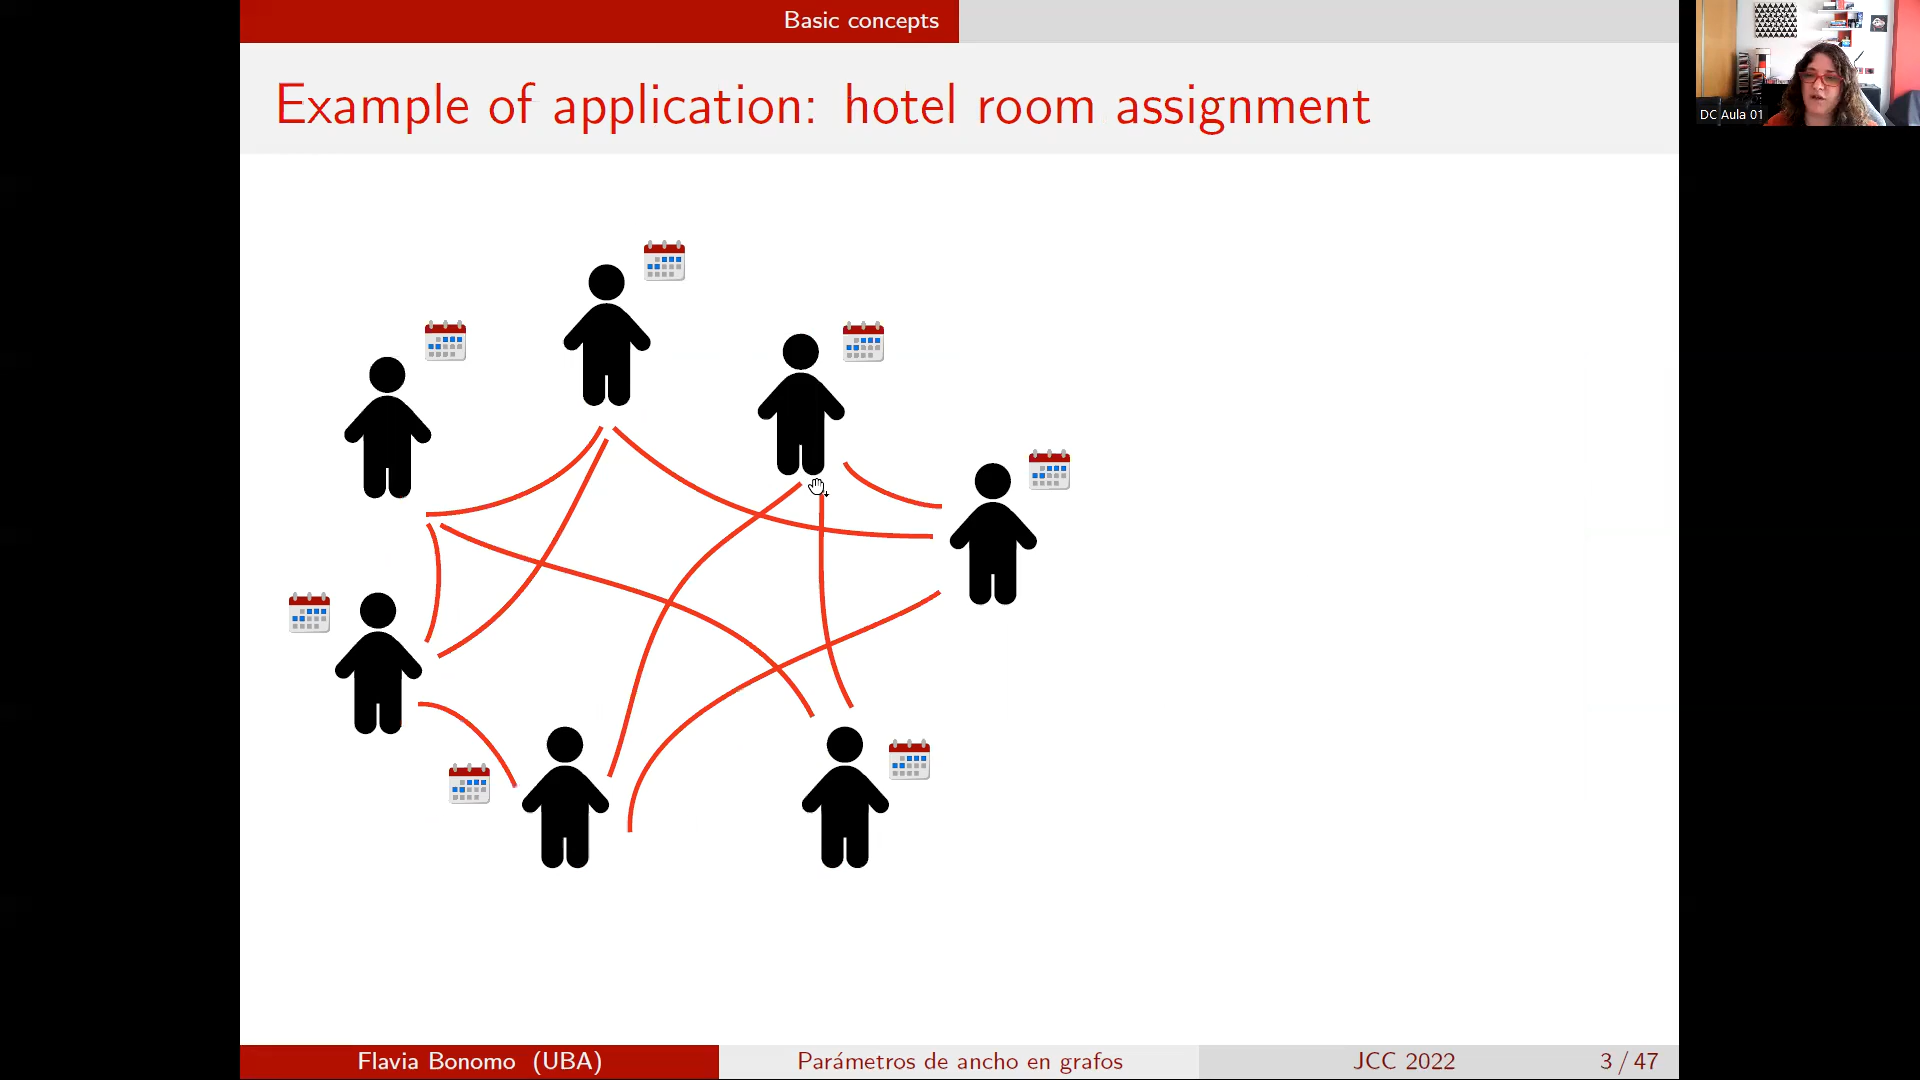 Basic concepts
Example of application: hotel room assignment
DC Aula 01
Flavia Bonomo (UBA)
Parámetros de ancho en grafos
JCC 2022
3 / 47